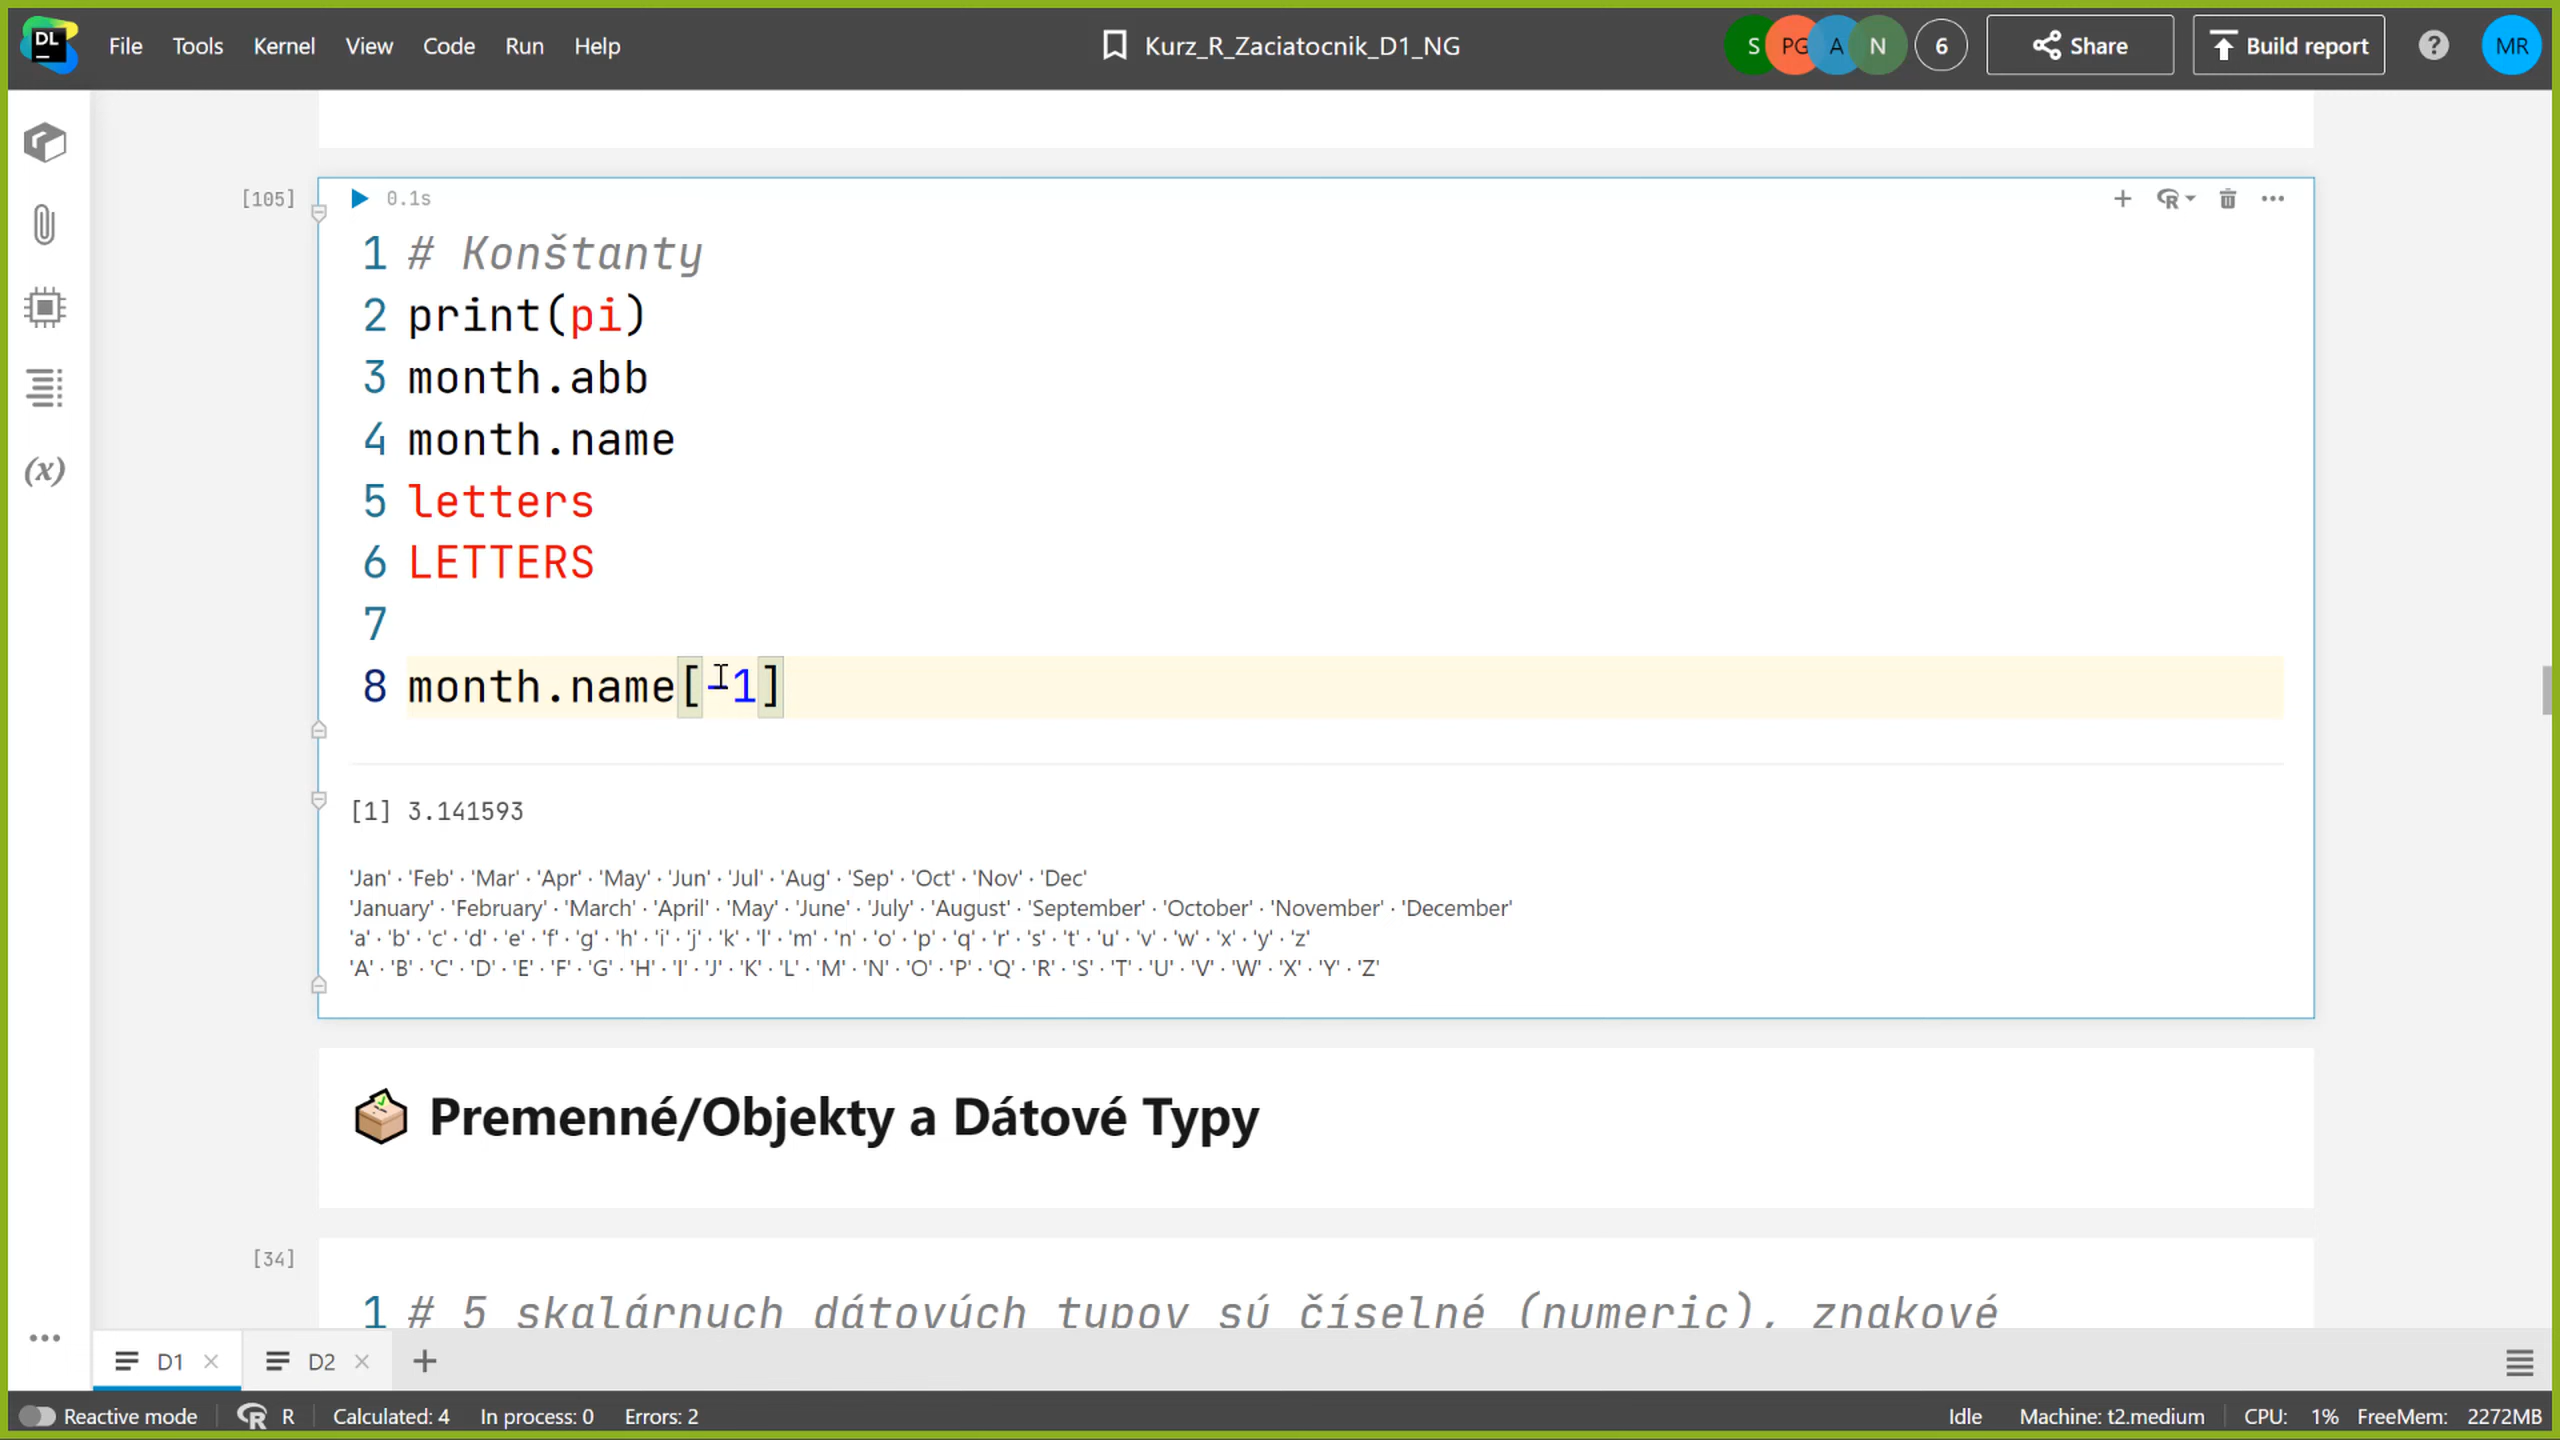 DL File Tools Kernel View Code Run Help Kurz_R_Zaciatocnik_D1_NG S PG A N 6 Share Build report ? MR
[105] 0.1s
1 # Konštanty
2 print(pi)
3 month.abb
4 month.name
5 letters
6 LETTERS
7
8 month.name[-1]
(x)
[1] 3.141593
'Jan' · 'Feb' · 'Mar' · 'Apr' · 'May' · 'Jun' · 'Jul' · 'Aug' · 'Sep' · 'Oct' · 'Nov' · 'Dec'
'January' · 'February' · 'March' · 'April' · 'May' · 'June' · 'July' · 'August' · 'September' · 'October' · 'November' · 'December'
'a' · 'b' · 'c' · 'd' · 'e' · 'f' · 'g' · 'h' · 'i' · 'j' · 'k' · 'l' · 'm' · 'n' · 'o' · 'p' · 'q' · 'r' · 's' · 't' · 'u' · 'v' · 'w' · 'x' · 'y' · 'z'
'A' · 'B' · 'C' · 'D' · 'E' · 'F' · 'G' · 'H' · 'I' · 'J' · 'K' · 'L' · 'M' · 'N' · 'O' · 'P' · 'Q' · 'R' · 'S' · 'T' · 'U' · 'V' · 'W' · 'X' · 'Y' · 'Z'
Premenné/Objekty a Dátové Typy
[34]
1 # 5 skalárnych dátových typov sú číselné (numeric), znakové
D1 D2
Reactive mode R Calculated: 4 In process: 0 Errors: 2 Idle Machine: t2.medium CPU: 1% FreeMem: 2272MB